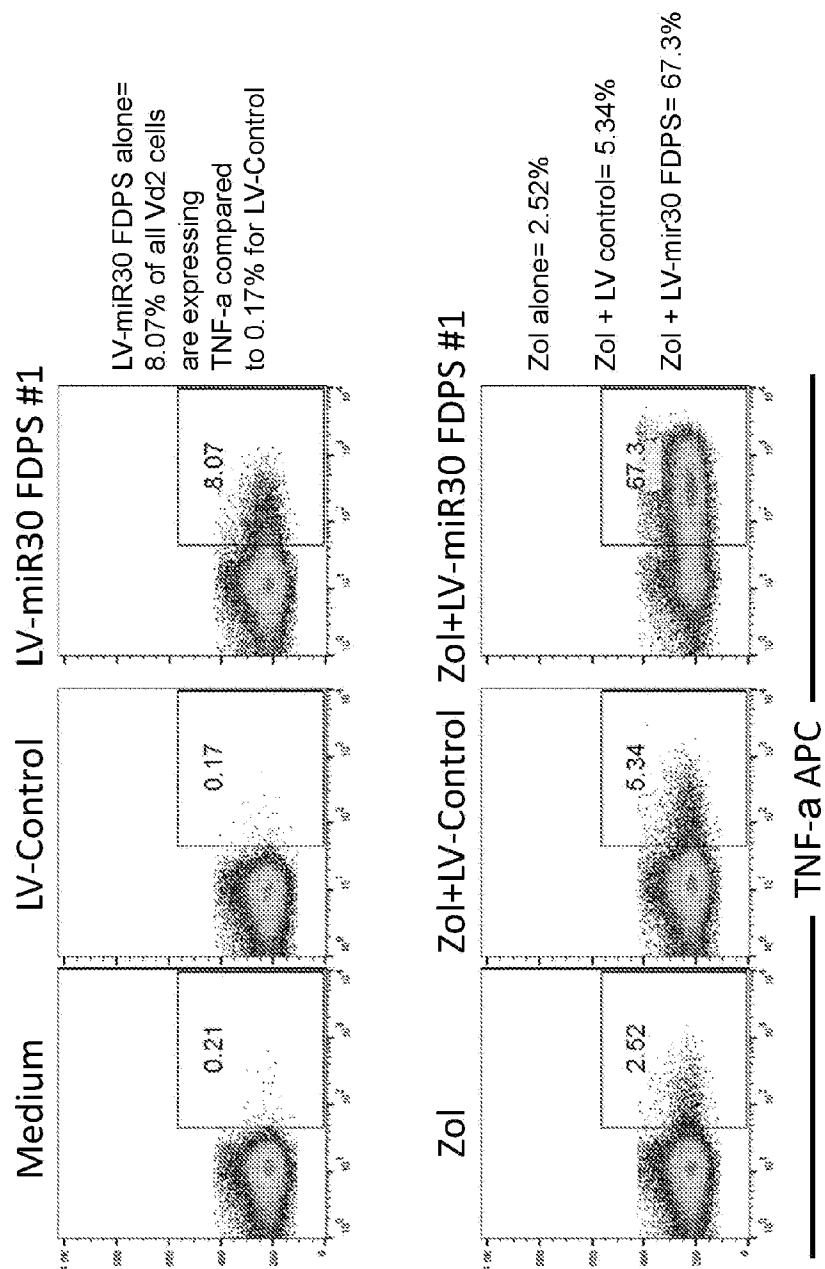 Medium
LV-Control
LV-miR30 FDPS #1
0.21
0.17
8.07
LV-miR30 FDPS alone=
8.07% of all Vd2 cells
are expressing
TNF-a compared
to 0.17% for LV-Control
Zol
Zol+LV-Control
Zol+LV-miR30 FDPS #1
2.52
5.34
67.3
Zol alone= 2.52%
Zol + LV control= 5.34%
Zol + LV-mir30 FDPS= 67.3%
TNF-a APC